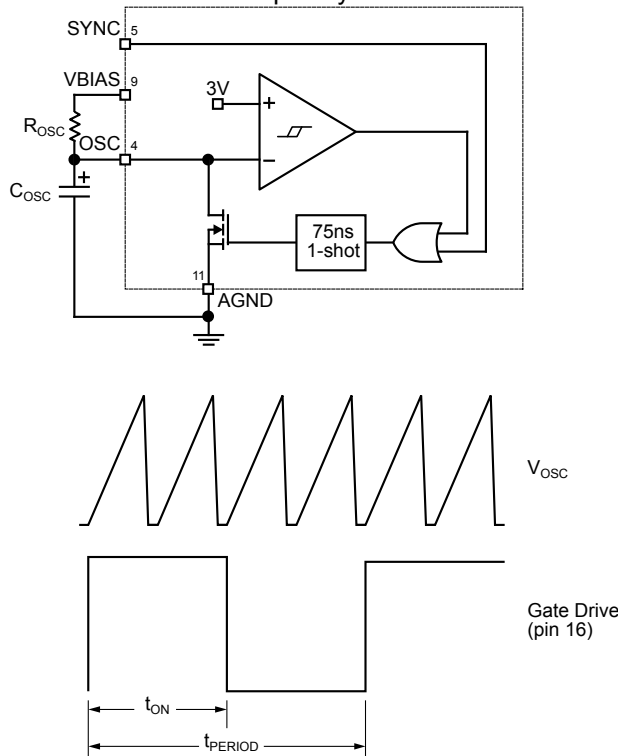 SYNC 5
VBIAS 9
3V
+
ROSC
OSC 4
−
+
COSC
75ns
1-shot
11
AGND
VOSC
Gate Drive
(pin 16)
tON
tPERIOD